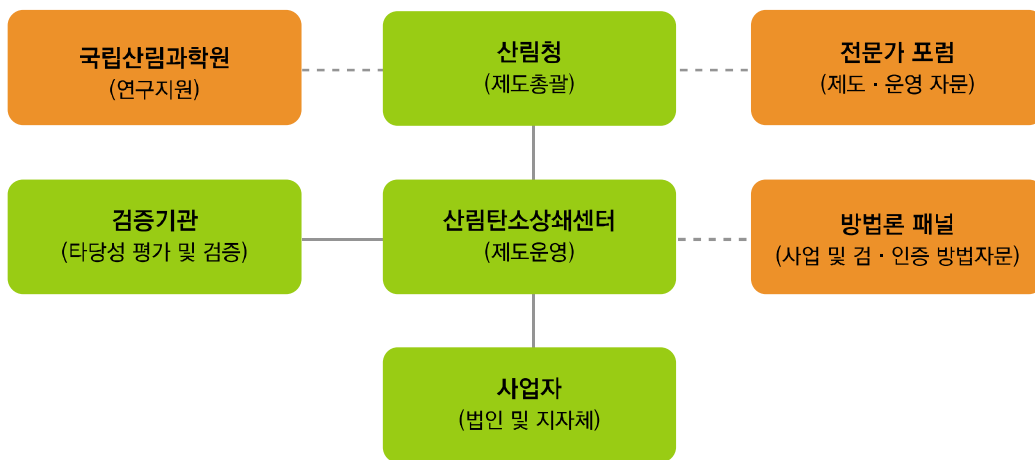 국립산림과학원
(연구지원)
산림청
(제도총괄)
전문가 포럼
(제도 · 운영 자문)
검증기관
(타당성 평가 및 검증)
산림탄소상쇄센터
(제도운영)
방법론 패널
(사업 및 검 · 인증 방법자문)
사업자
(법인 및 지자체)